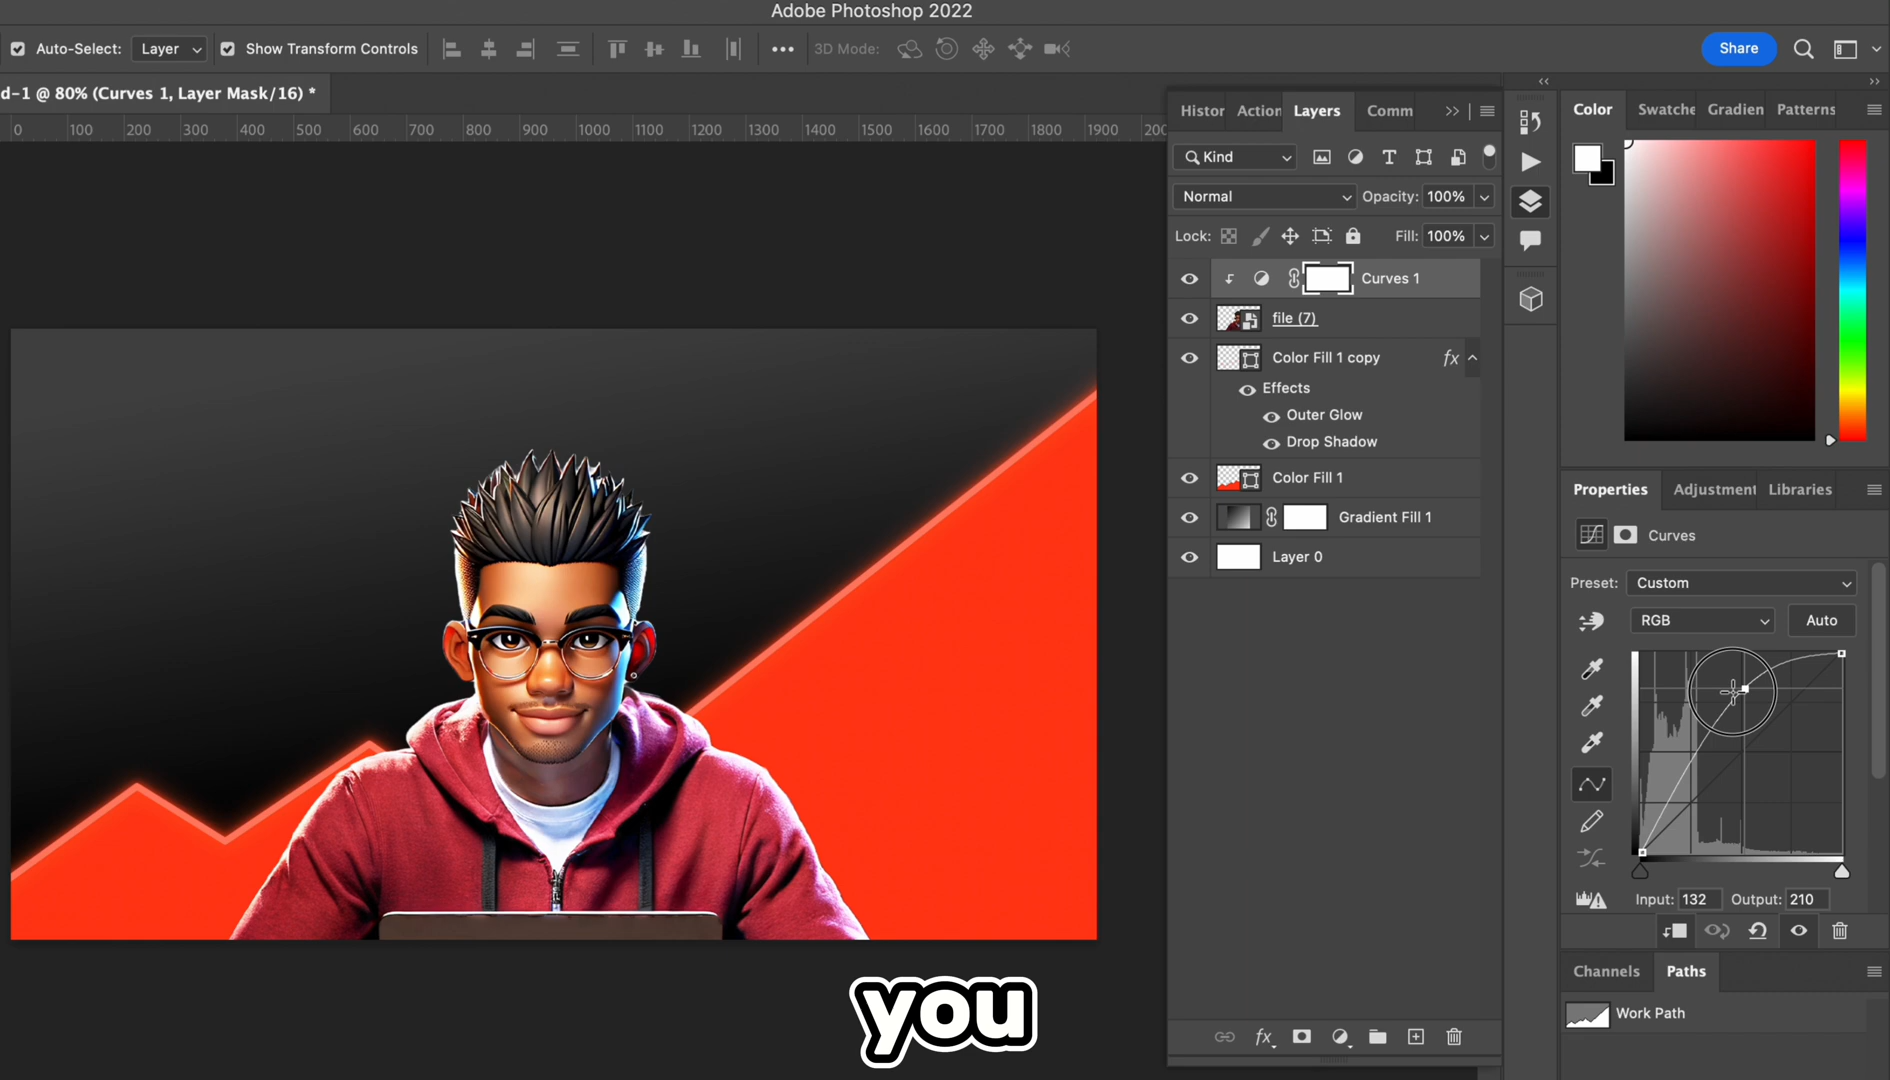 Adobe Photoshop 2022
Auto-Select: Layer Show Transform Controls 3D Mode: Share
d-1 @ 80% (Curves 1, Layer Mask/16) *
0 100 200 300 400 500 600 700 800 900 1000 1100 1200 1300 1400 1500 1600 1700 1800 1900 200
Histor Action Layers Comm
Kind
Normal Opacity: 100%
Lock: Fill: 100%
Curves 1
file (7)
Color Fill 1 copy fx
Effects
Outer Glow
Drop Shadow
Color Fill 1
Gradient Fill 1
Layer 0
fx
Color Swatche Gradien Patterns
Properties Adjustment Libraries
Curves
Preset: Custom
RGB Auto
Input: 132 Output: 210
Channels Paths
Work Path
you